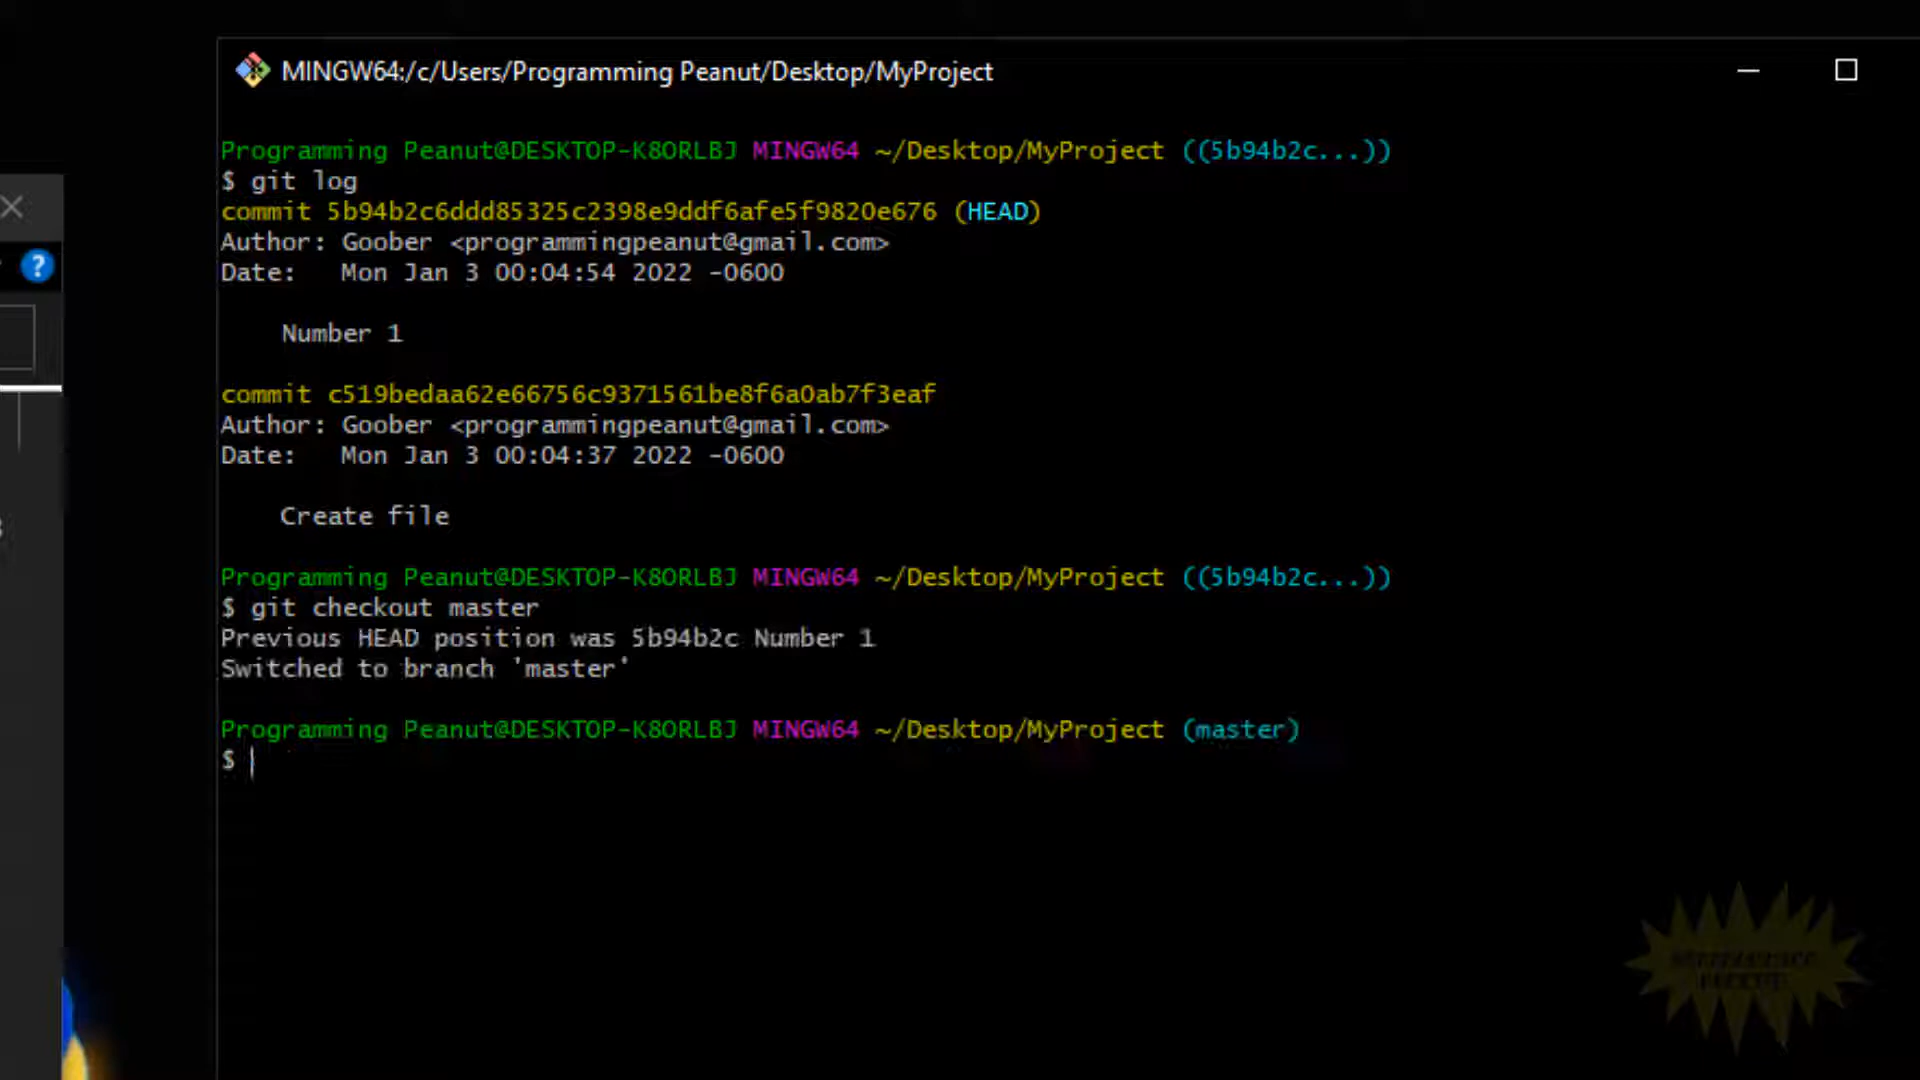 MINGW64:/c/Users/Programming Peanut/Desktop/MyProject
Programming Peanut@DESKTOP-K8ORLBJ MINGW64 ~/Desktop/MyProject ((5b94b2c...))
$ git log
commit 5b94b2c6ddd85325c2398e9ddf6afe5f9820e676 (HEAD)
Author: Goober <programmingpeanut@gmail.com>
Date:   Mon Jan 3 00:04:54 2022 -0600
Number 1
commit c519bedaa62e66756c9371561be8f6a0ab7f3eaf
Author: Goober <programmingpeanut@gmail.com>
Date:   Mon Jan 3 00:04:37 2022 -0600
Create file
Programming Peanut@DESKTOP-K8ORLBJ MINGW64 ~/Desktop/MyProject ((5b94b2c...))
$ git checkout master
Previous HEAD position was 5b94b2c Number 1
Switched to branch 'master'
Programming Peanut@DESKTOP-K8ORLBJ MINGW64 ~/Desktop/MyProject (master)
$